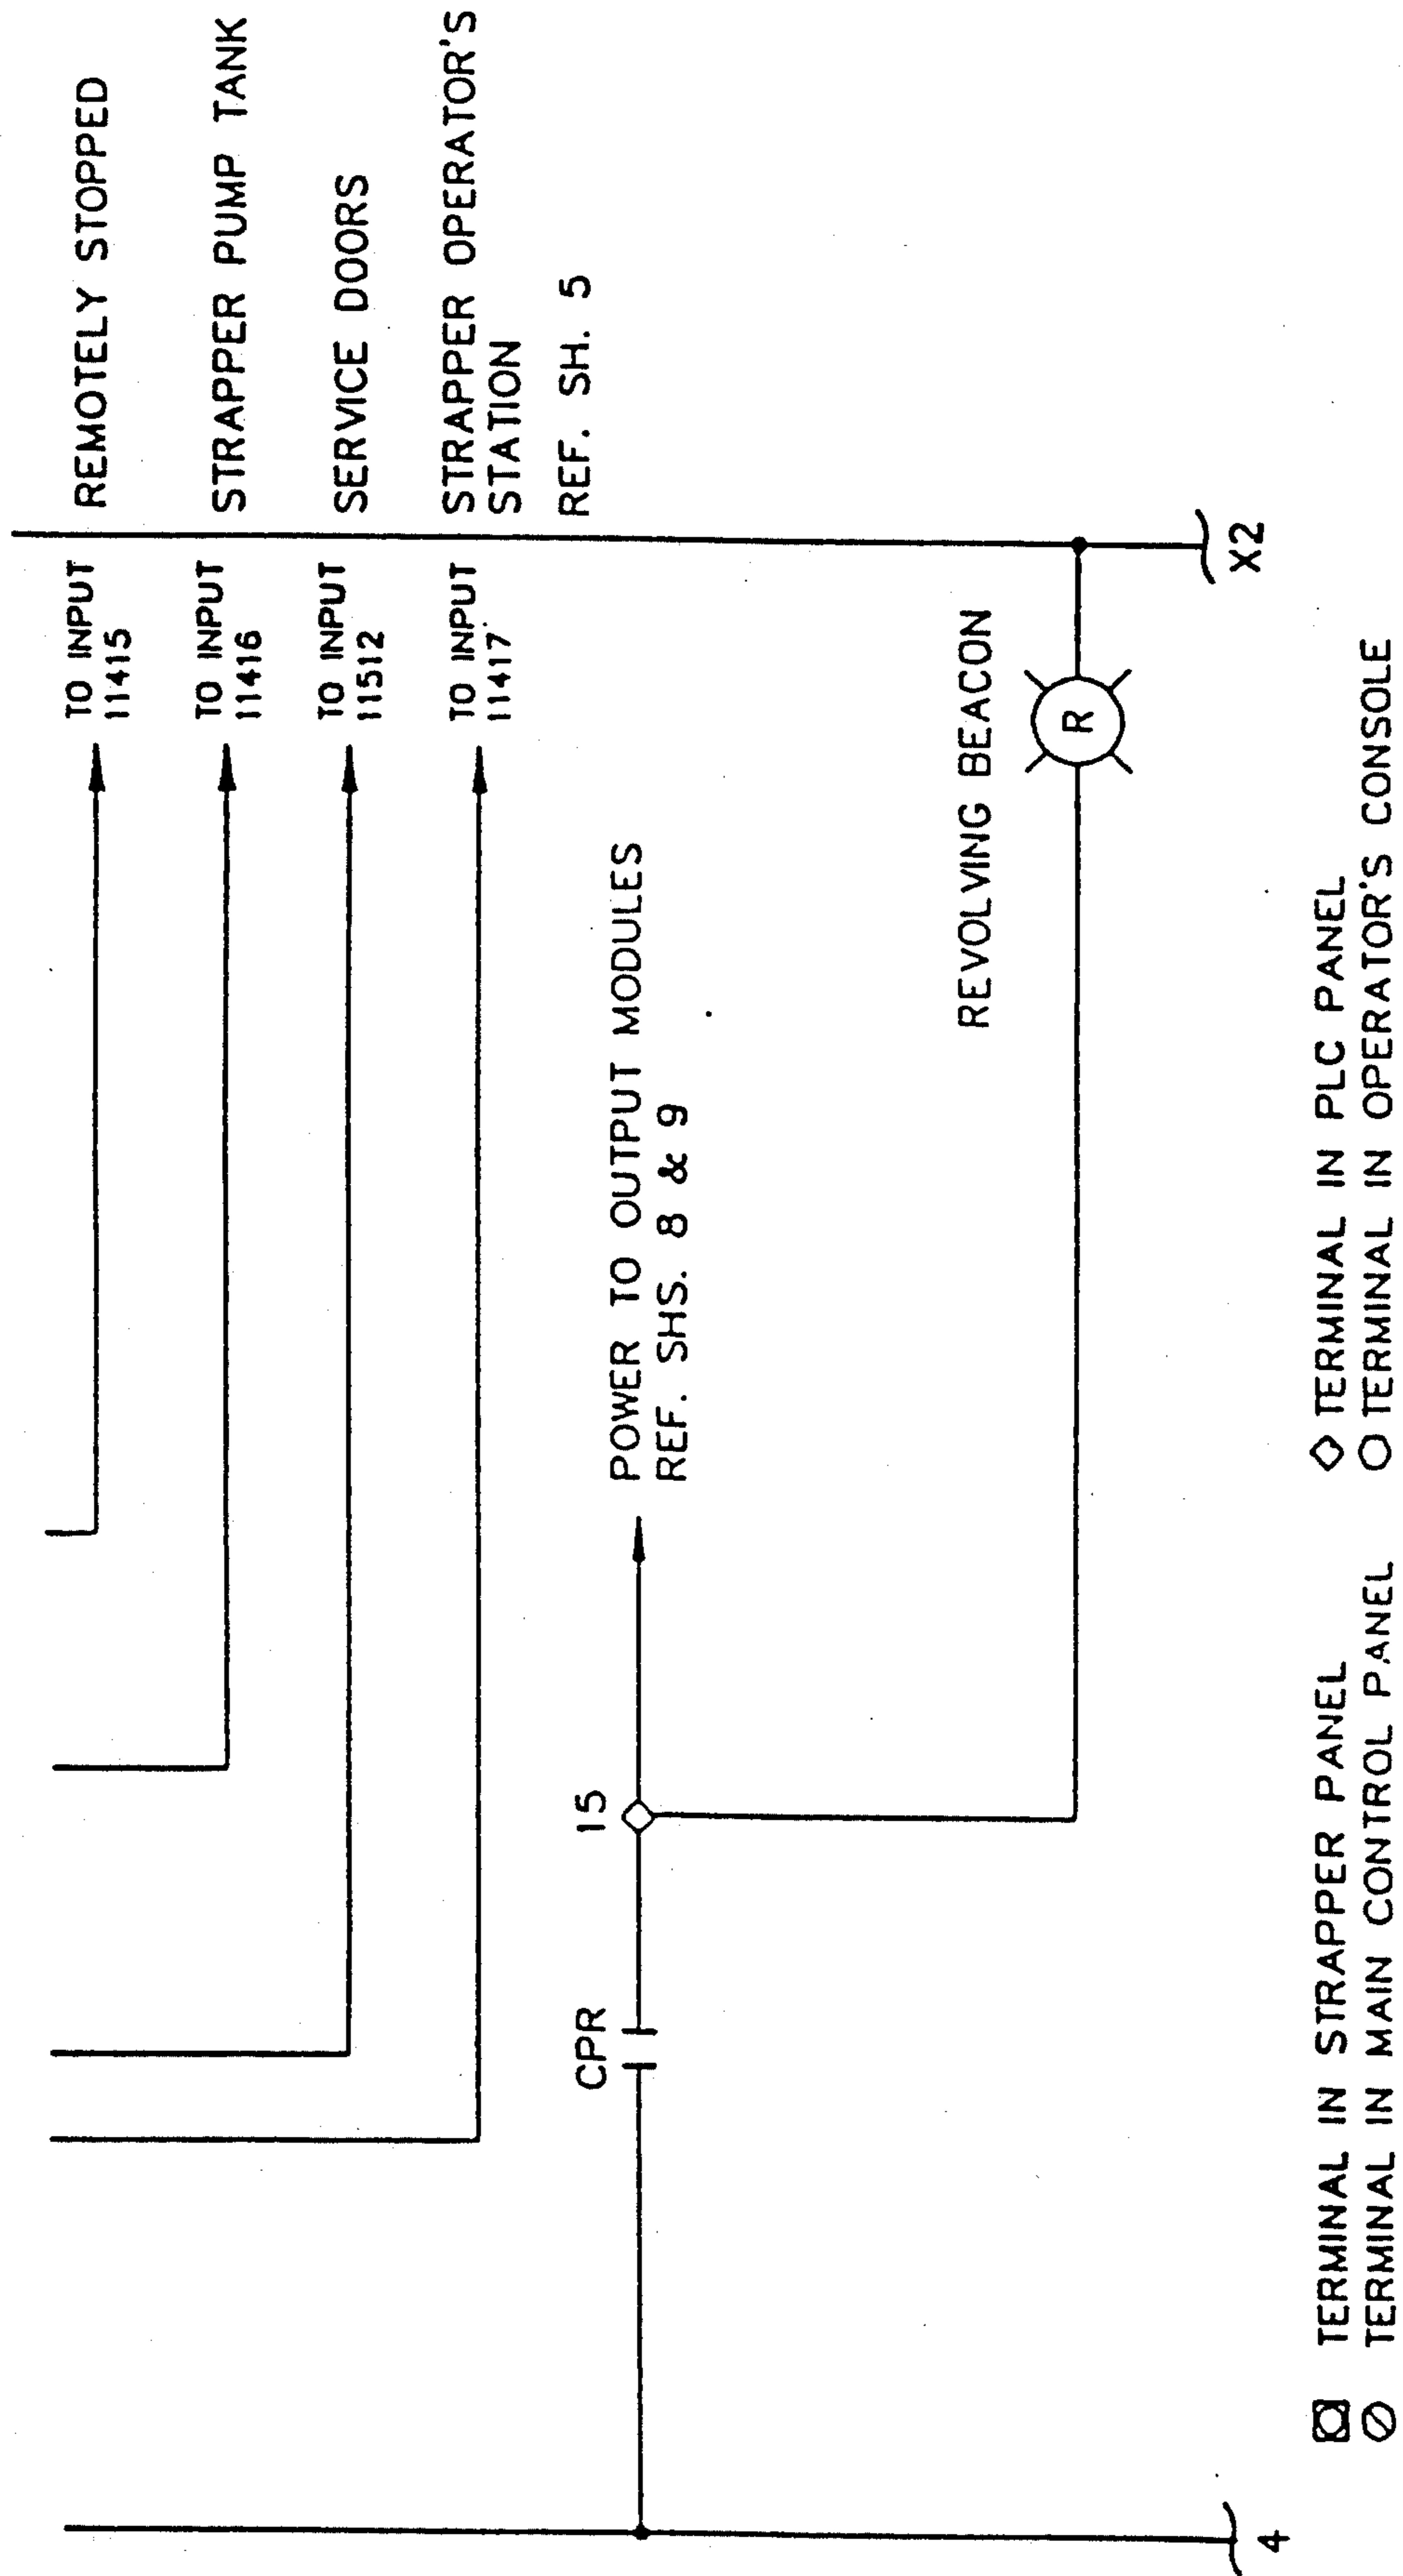 TO INPUT
11415
REMOTELY STOPPED
TO INPUT
11416
STRAPPER PUMP TANK
TO INPUT
11512
SERVICE DOORS
TO INPUT
11417
STRAPPER OPERATOR'S
STATION
REF. SH. 5
CPR
15
POWER TO OUTPUT MODULES
REF. SHS. 8 & 9
REVOLVING BEACON
R
4
X2
TERMINAL IN STRAPPER PANEL
TERMINAL IN MAIN CONTROL PANEL
TERMINAL IN PLC PANEL
TERMINAL IN OPERATOR'S CONSOLE